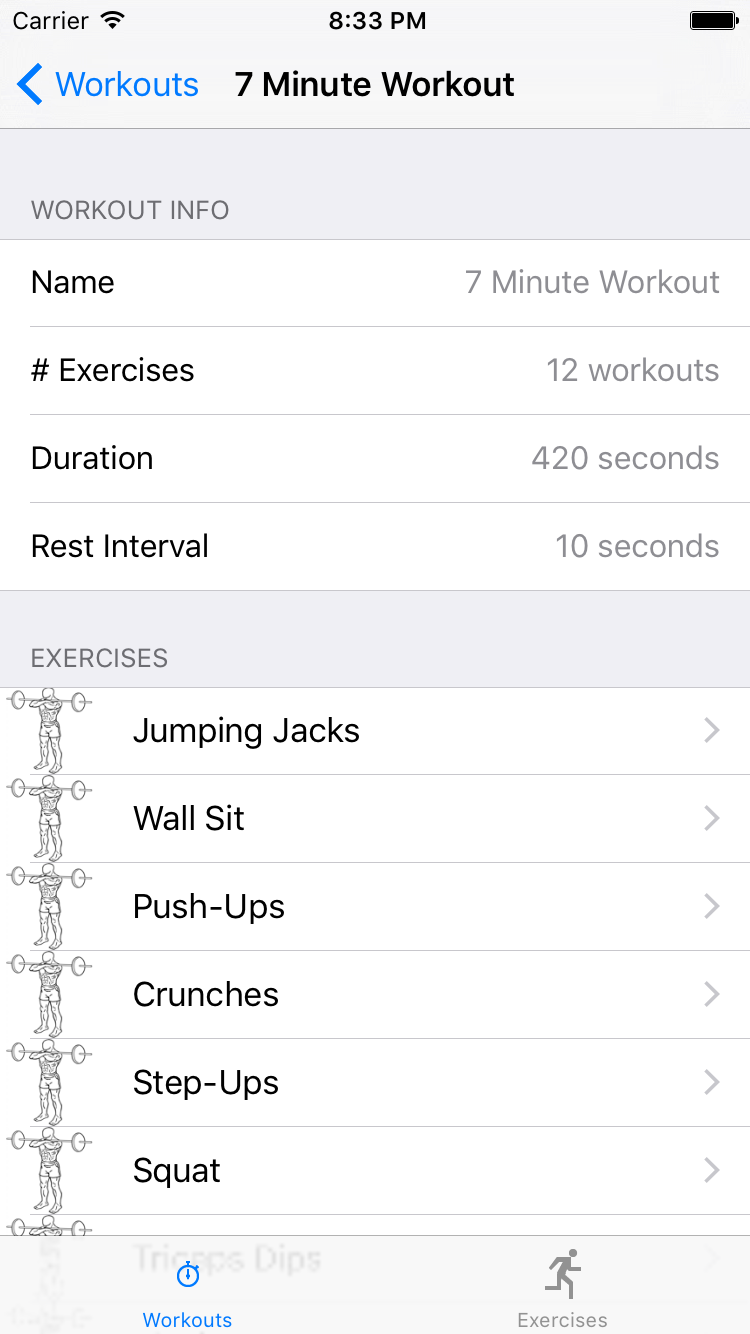 Carrier 8:33 PM
Workouts 7 Minute Workout
WORKOUT INFO
Name 7 Minute Workout
# Exercises 12 workouts
Duration 420 seconds
Rest Interval 10 seconds
EXERCISES
Jumping Jacks
Wall Sit
Push-Ups
Crunches
Step-Ups
Squat
Triceps Dips
Workouts Exercises